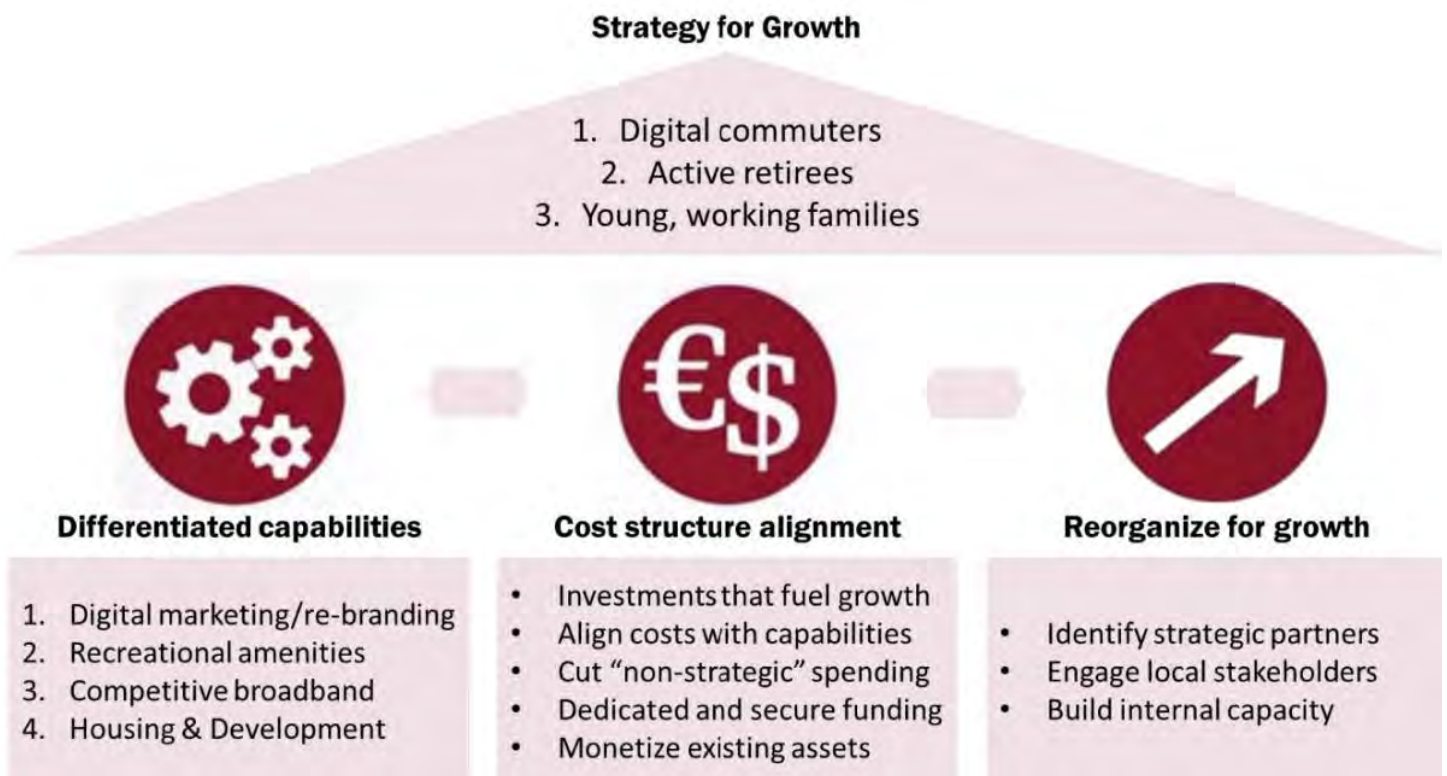 Strategy for Growth
1. Digital commuters
2. Active retirees
3. Young, working families
€$
Differentiated capabilities
1. Digital marketing/re-branding
2. Recreational amenities
3. Competitive broadband
4. Housing & Development
Cost structure alignment
• Investments that fuel growth
• Align costs with capabilities
• Cut “non-strategic” spending
• Dedicated and secure funding
• Monetize existing assets
Reorganize for growth
• Identify strategic partners
• Engage local stakeholders
• Build internal capacity